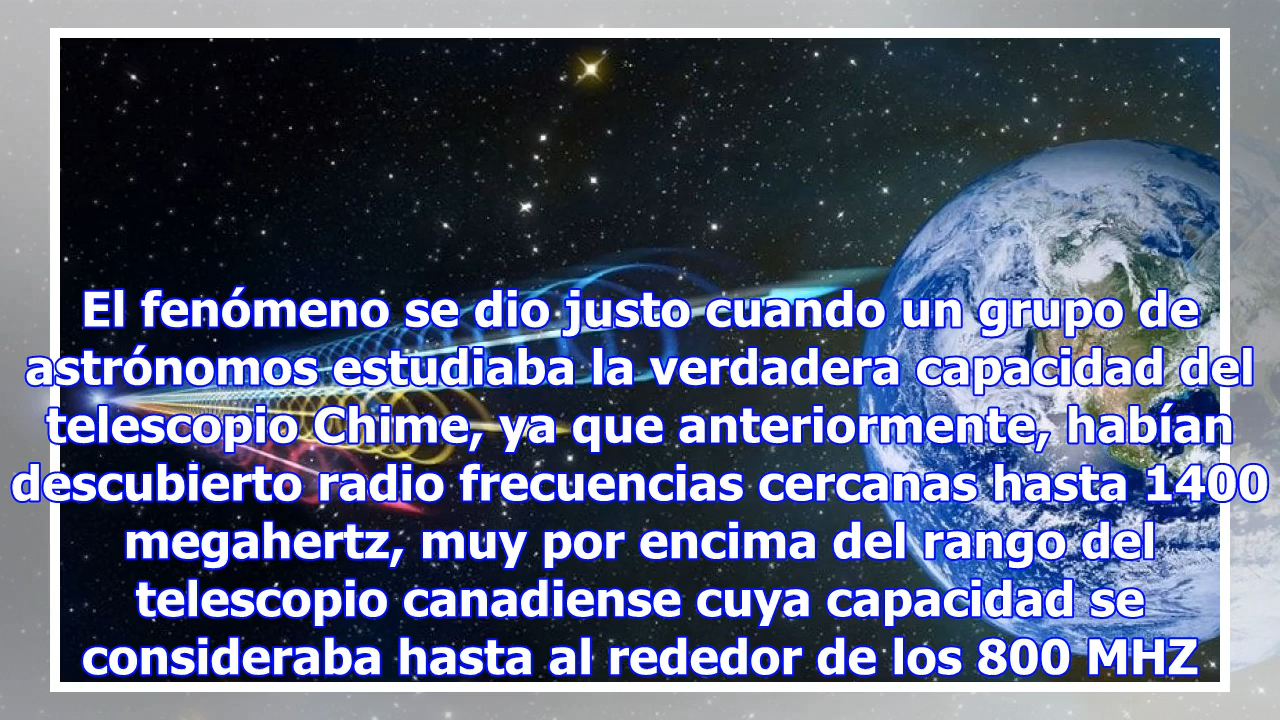 El fenómeno se dio justo cuando un grupo de
astrónomos estudiaba la verdadera capacidad del
telescopio Chime, ya que anteriormente, habían
descubierto radio frecuencias cercanas hasta 1400
megahertz, muy por encima del rango del
telescopio canadiense cuya capacidad se
consideraba hasta al rededor de los 800 MHZ